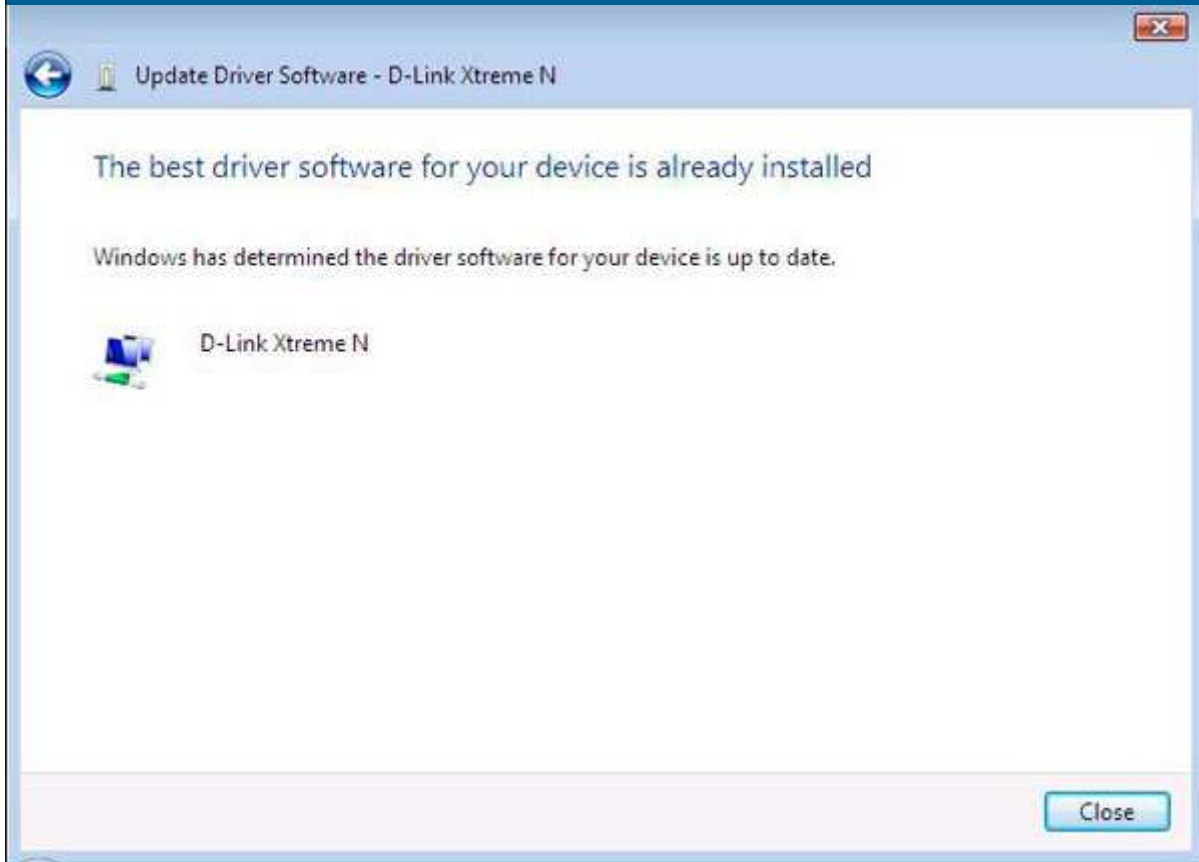 Update Driver Software - D-Link Xtreme N
The best driver software for your device is already installed
Windows has determined the driver software for your device is up to date.
D-Link Xtreme N
Close